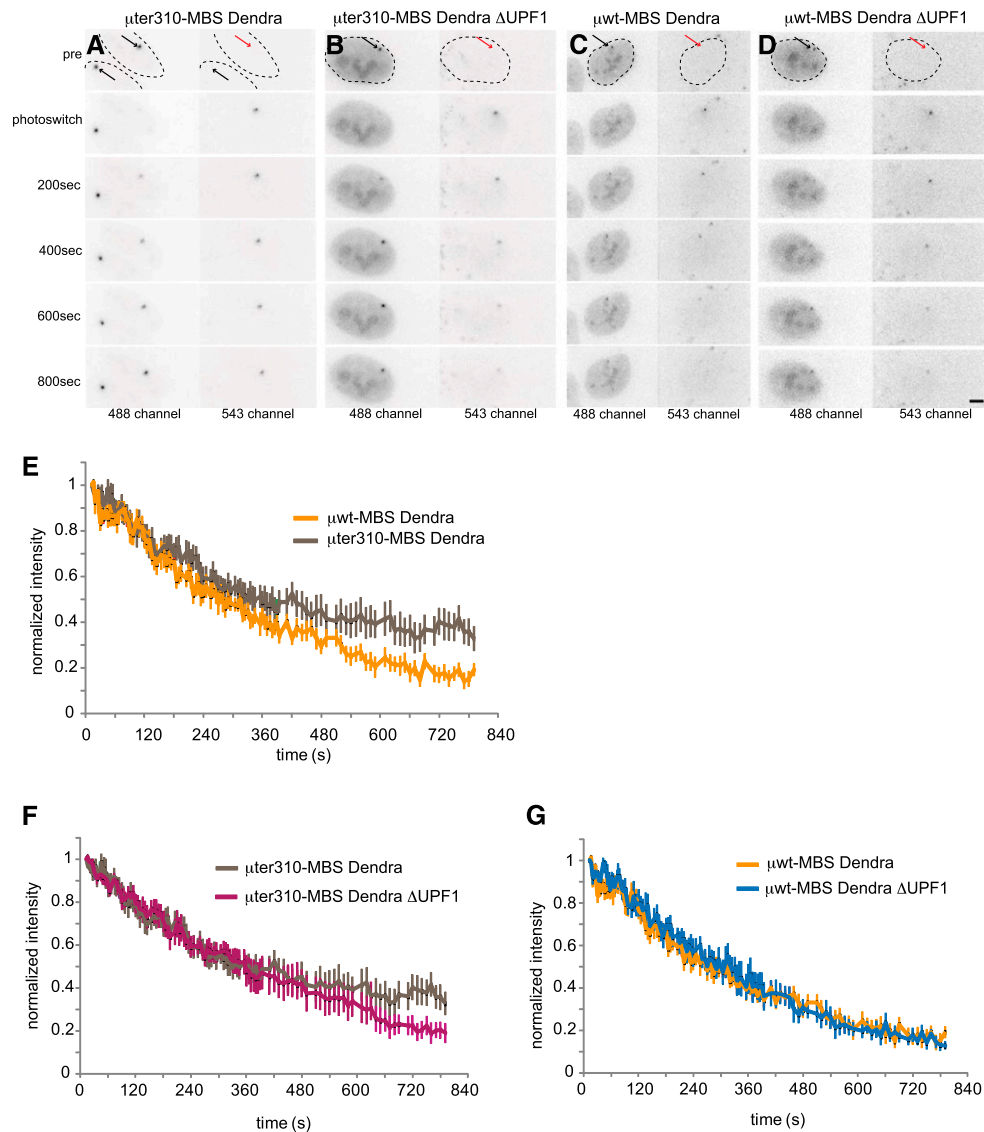 μter310-MBS Dendra
μter310-MBS Dendra ΔUPF1
μwt-MBS Dendra
μwt-MBS Dendra ΔUPF1
A
B
C
D
pre
photoswitch
200sec
400sec
600sec
800sec
488 channel
543 channel
488 channel
543 channel
488 channel
543 channel
488 channel
543 channel
E
1
0.8
0.6
0.4
0.2
0
normalized intensity
μwt-MBS Dendra
μter310-MBS Dendra
0 120 240 360 480 600 720 840
time (s)
F
1
0.8
0.6
0.4
0.2
0
normalized intensity
μter310-MBS Dendra
μter310-MBS Dendra ΔUPF1
0 120 240 360 480 600 720 840
time (s)
G
1
0.8
0.6
0.4
0.2
0
normalized intensity
μwt-MBS Dendra
μwt-MBS Dendra ΔUPF1
0 120 240 360 480 600 720 840
time (s)